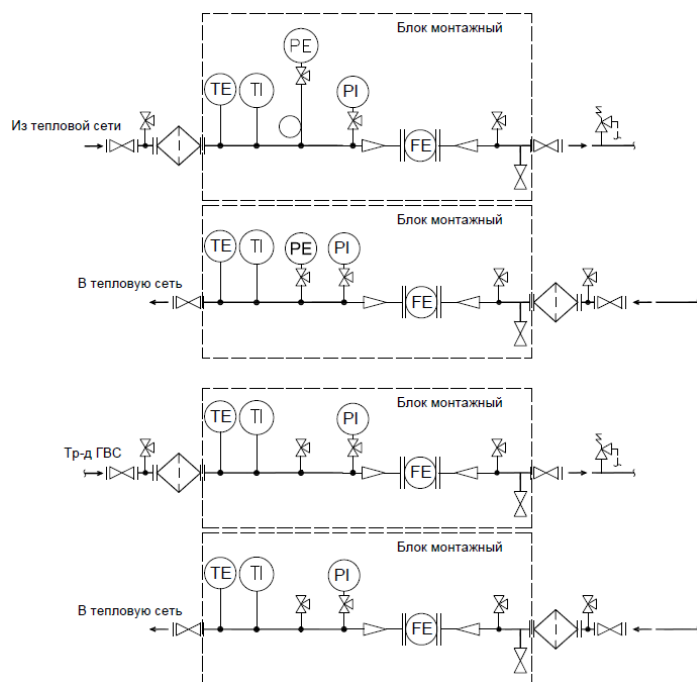 Блок монтажный
PE
TE
TI
PI
Из тепловой сети
FE
Блок монтажный
TE
TI
PE
PI
В тепловую сеть
FE
Блок монтажный
TE
TI
PI
Тр-д ГВС
FE
Блок монтажный
TE
TI
PI
В тепловую сеть
FE